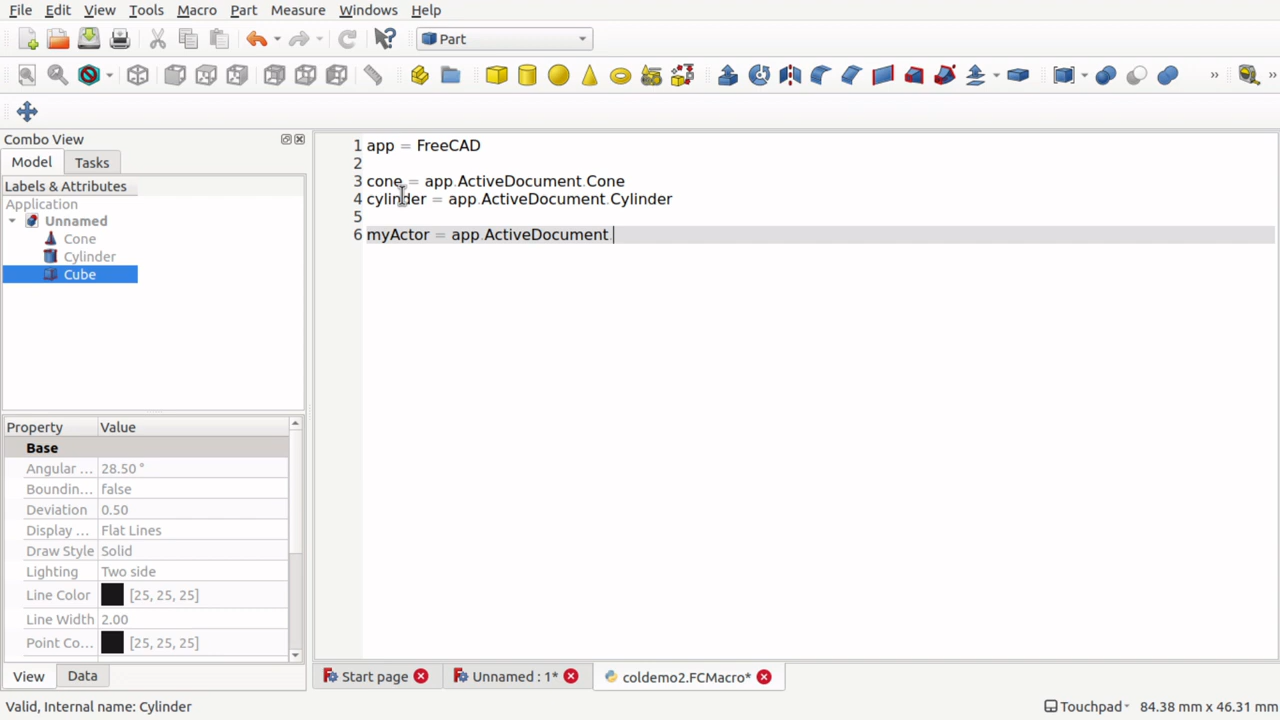 File Edit View Tools Macro Part Measure Windows Help
Part
»
»
Combo View
Model Tasks
Labels & Attributes
Application
Unnamed
Cone
Cylinder
Cube
Property Value
Base
Angular ... 28.50 °
Boundin... false
Deviation 0.50
Display ... Flat Lines
Draw Style Solid
Lighting Two side
Line Color [25, 25, 25]
Line Width 2.00
Point Co... [25, 25, 25]
View Data
1 app = FreeCAD
2
3 cone = app.ActiveDocument.Cone
4 cylinder = app.ActiveDocument.Cylinder
5
6 myActor = app.ActiveDocument.
Start page Unnamed : 1* coldemo2.FCMacro*
Valid, Internal name: Cylinder Touchpad 84.38 mm x 46.31 mm